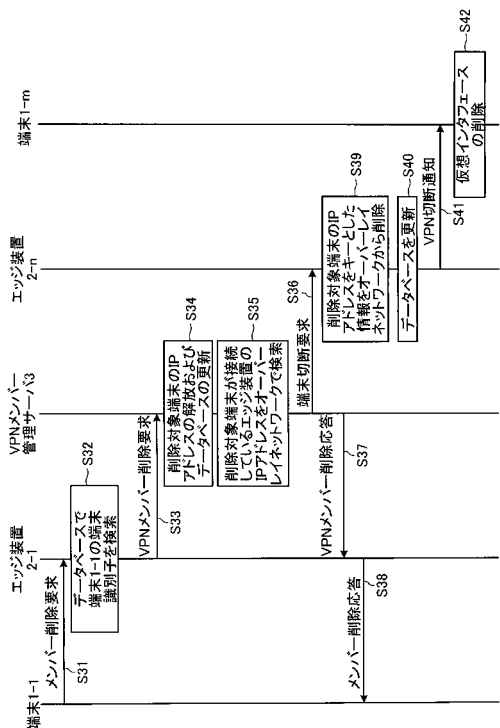 端末1-1
エッジ装置
2-1
VPNメンバー
管理サーバ3
エッジ装置
2-n
端末1-m
メンバー削除要求
S31
データベースで
端末1-1の端末
識別子を検索
S32
VPNメンバー削除要求
S33
削除対象端末のIP
アドレスの解放および
データベースの更新
S34
削除対象端末が接続
しているエッジ装置の
IPアドレスをオーバー
レイネットワークで検索
S35
端末切断要求
S36
VPNメンバー削除応答
S37
メンバー削除応答
S38
削除対象端末のIP
アドレスをキーとした
情報をオーバーレイ
ネットワークから削除
S39
データベースを更新
S40
VPN切断通知
S41
仮想インタフェース
の削除
S42